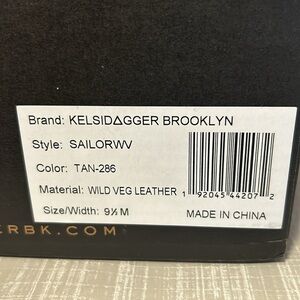 Brand: KELSIDΔGGER BROOKLYN
Style: SAILORWV
Color: TAN-286
Material: WILD VEG LEATHER
1 92045 44207 2
Size/Width: 9½ M
MADE IN CHINA
ERBK.COM